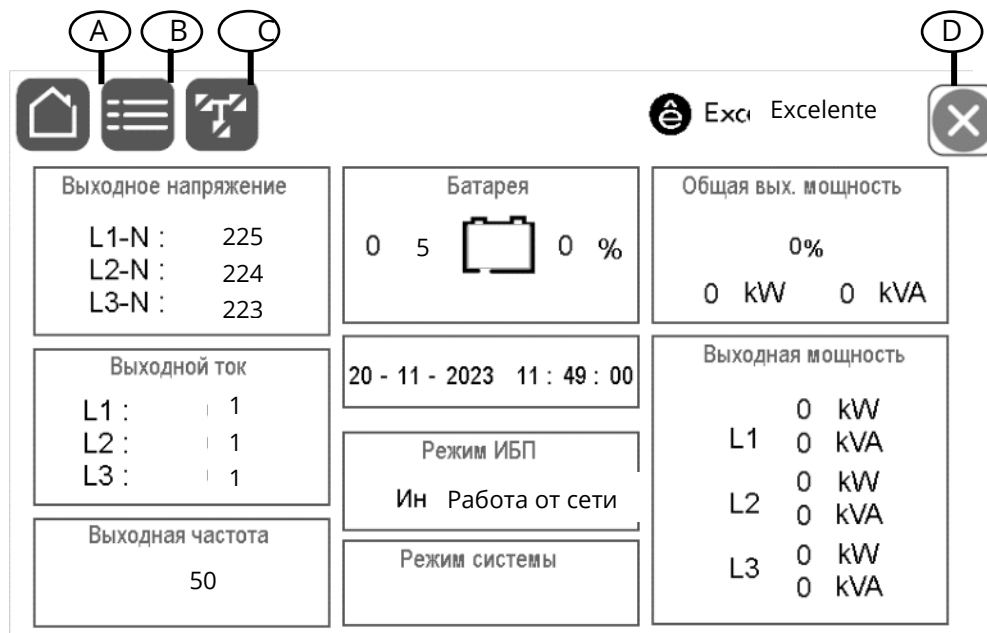 A B C D
ê Exc Excelente
Выходное напряжение
L1-N : 225
L2-N : 224
L3-N : 223
Батарея
0 5 0 %
Общая вых. мощность
0%
0 kW 0 kVA
Выходной ток
L1 : 1
L2 : 1
L3 : 1
20 - 11 - 2023 11 : 49 : 00
Режим ИБП
Ин Работа от сети
Выходная мощность
0 kW
L1 0 kVA
0 kW
L2 0 kVA
0 kW
L3 0 kVA
Выходная частота
50
Режим системы